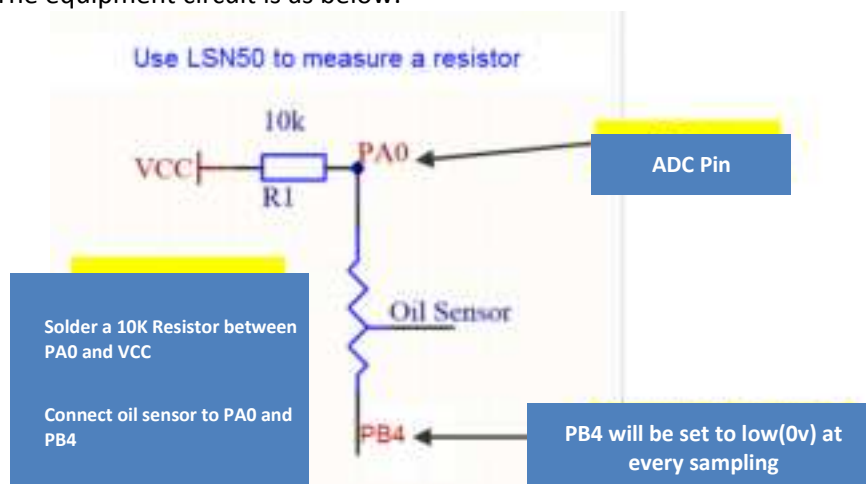 The equipment circuit is as below:
Use LSN50 to measure a resistor
10k
VCC
PA0
R1
ADC Pin
Solder a 10K Resistor between
PA0 and VCC
Oil Sensor
Connect oil sensor to PA0 and
PB4
PB4
PB4 will be set to low(0v) at
every sampling